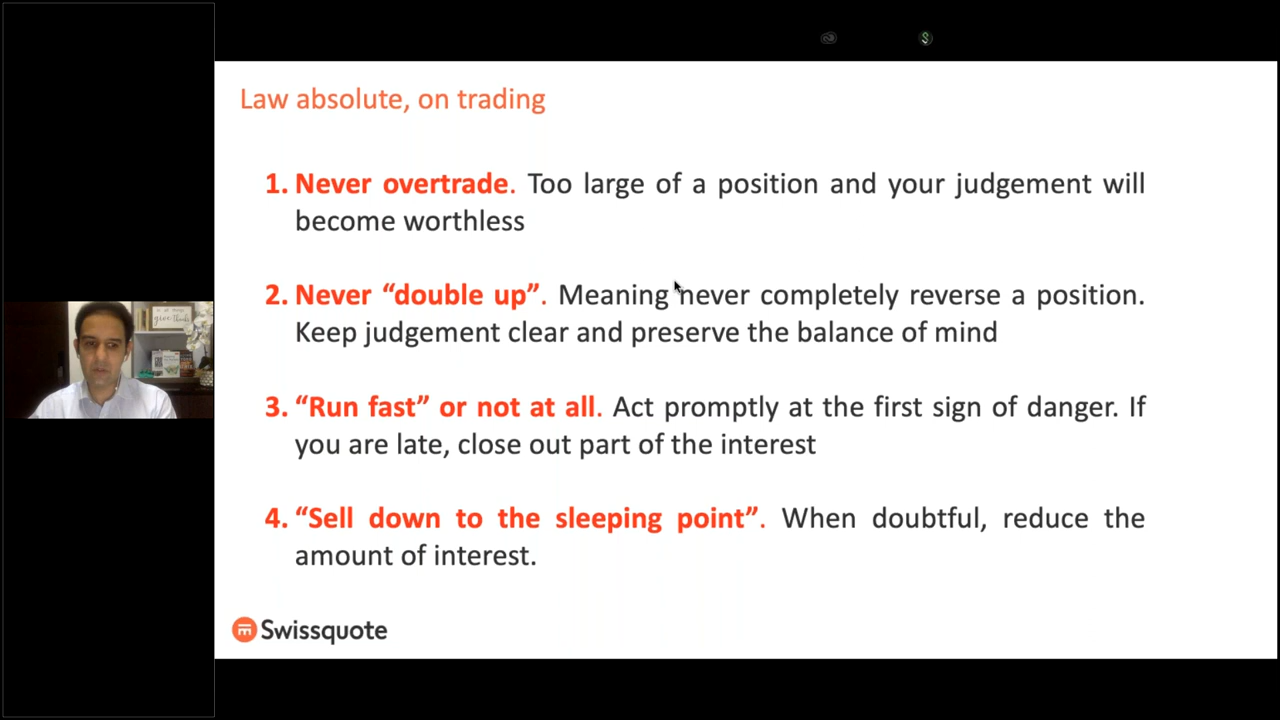 Law absolute, on trading
1. Never overtrade. Too large of a position and your judgement will
become worthless
2. Never “double up”. Meaning never completely reverse a position.
Keep judgement clear and preserve the balance of mind
3. “Run fast” or not at all. Act promptly at the first sign of danger. If
you are late, close out part of the interest
4. “Sell down to the sleeping point”. When doubtful, reduce the
amount of interest.
Swissquote
give thanks